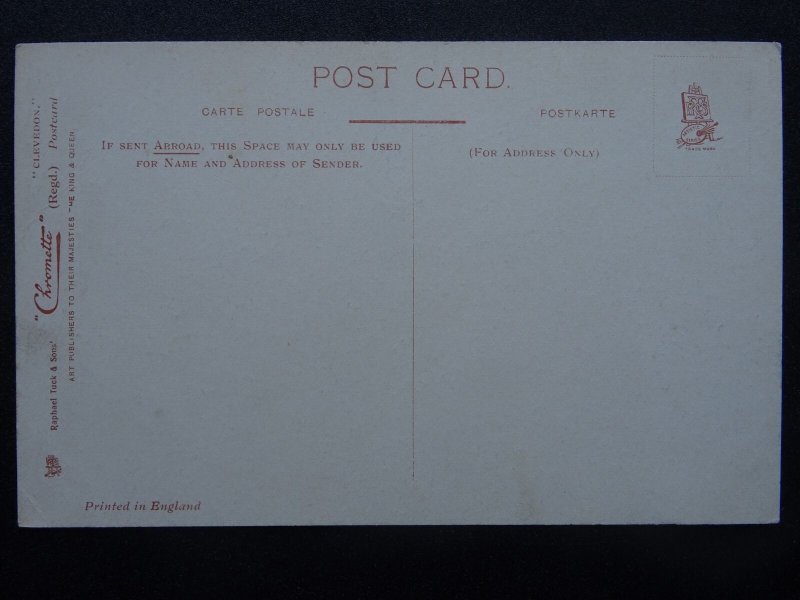 POST CARD.
CARTE POSTALE
POSTKARTE
IF SENT ABROAD, THIS SPACE MAY ONLY BE USED
FOR NAME AND ADDRESS OF SENDER.
(FOR ADDRESS ONLY)
TRADE MARK
Raphael Tuck & Sons' "Chromette" (Regd.) Postcard "CLEVEDON."
ART PUBLISHERS TO THEIR MAJESTIES THE KING & QUEEN
Printed in England